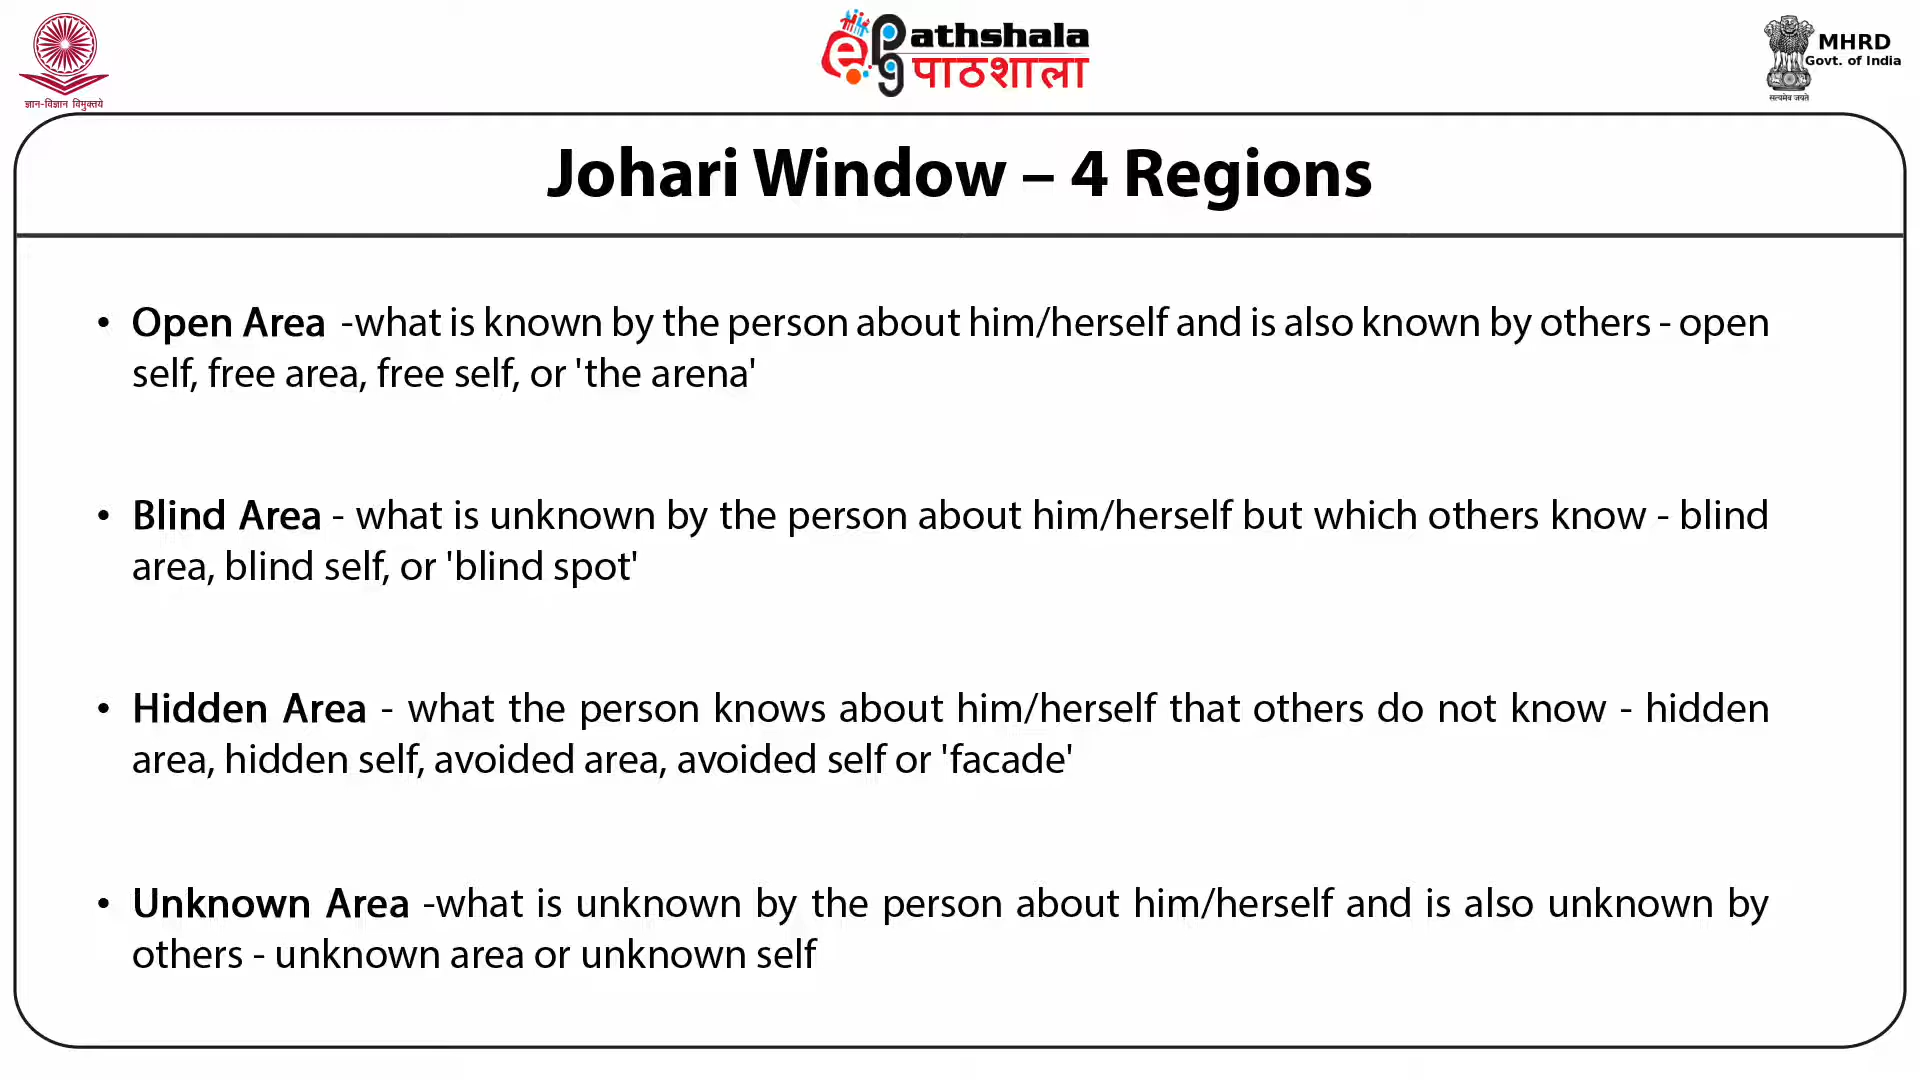 ज्ञान-विज्ञान विमुक्तये
ePathshala
पाठशाला
MHRD
Govt. of India
सत्यमेव जयते
Johari Window – 4 Regions
• Open Area -what is known by the person about him/herself and is also known by others - open
self, free area, free self, or 'the arena'
• Blind Area - what is unknown by the person about him/herself but which others know - blind
area, blind self, or 'blind spot'
• Hidden Area - what the person knows about him/herself that others do not know - hidden
area, hidden self, avoided area, avoided self or 'facade'
• Unknown Area -what is unknown by the person about him/herself and is also unknown by
others - unknown area or unknown self